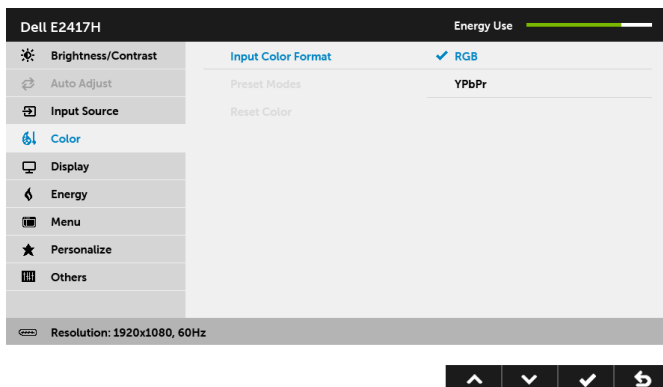 Dell E2417H Energy Use
Brightness/Contrast Input Color Format RGB
Auto Adjust Preset Modes YPbPr
Input Source Reset Color
Color
Display
Energy
Menu
Personalize
Others
Resolution: 1920x1080, 60Hz